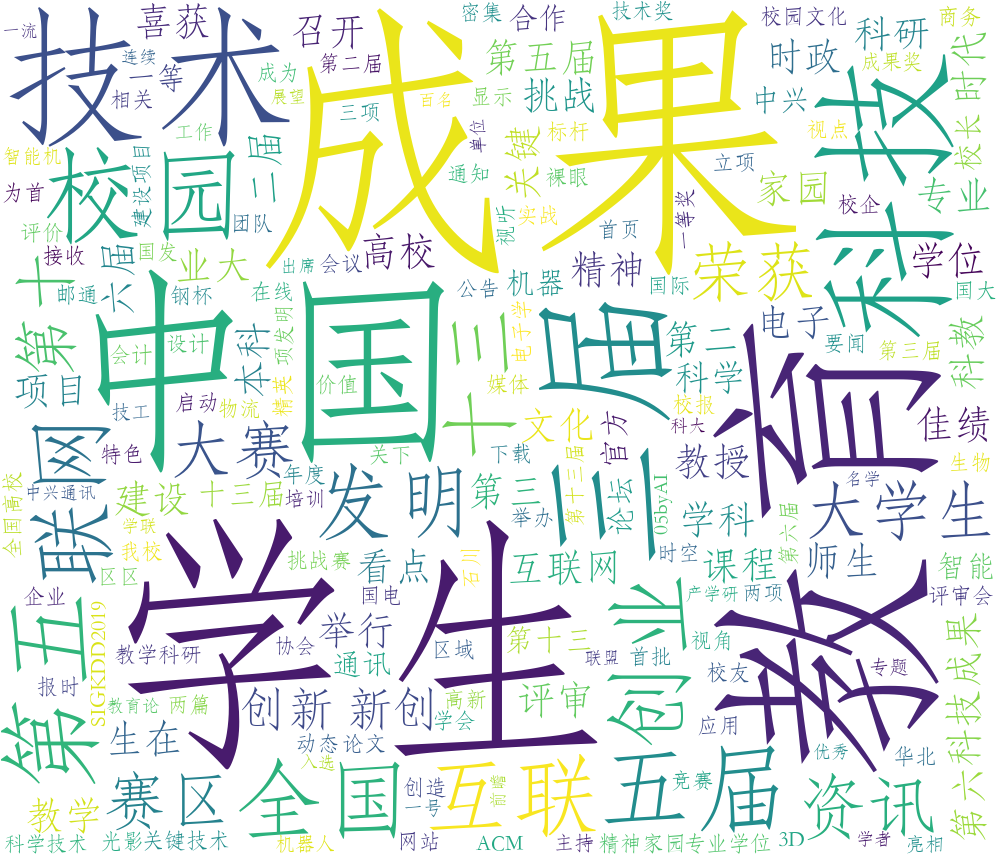 一流
技术
喜获
连续
一等
相关
召开
第二届
成为
展望
成果
三项
百名
密集
合作
第五届
显示
挑战
技术奖
校园文化
时政
中兴
科研
成果奖
商务
时代
校长
科技
智能机
工作
校园
建设项目
二届
团队
为首
评价
接收
国发
业大
出席
会议
高校
通知
单位
关键
标杆
裸眼
实战
视听
首页
一等奖
立项
家园
视点
校企
专业
学位
国大
六届
十
第
邮通
钢杯
在线
公告
机器
精神
国际
荣获
中国
会计
设计
本科
项发明
精英
价值
十三
电子学
媒体
届
第二
科学
校报
科大
电子
要闻
第三届
科教
项目
技工
启动
物流
特色
大赛
年度
培训
关下
文化
下载
官方
教授
教育
佳绩
生物
名学
联网
中兴通讯
全国高校
学联
我校
区区
建设
十三届
发明
第三
举办
第十三届
论坛
三
05byAI
学科
时空
第六届
大学生
师生
智能
评审会
课程
互联网
挑战赛
看点
石川
国电
产学研
两项
企业
第五
SIGKDD2019
报时
教学科研
教育论
两篇
学生
协会
举行
通讯
区域
第十三
联盟
首批
创业
视角
校友
专题
应用
优秀
华北
第六
科技成果
生在
创新
新创
动态论文
高新
学会
评审
入选
创造
一号
前瞻
教学
赛区
全国
互联
五届
竞赛
资讯
科学技术
光影关键技术
机器人
网站
ACM
主持
精神家园
专业学位
3D
学者
亮相